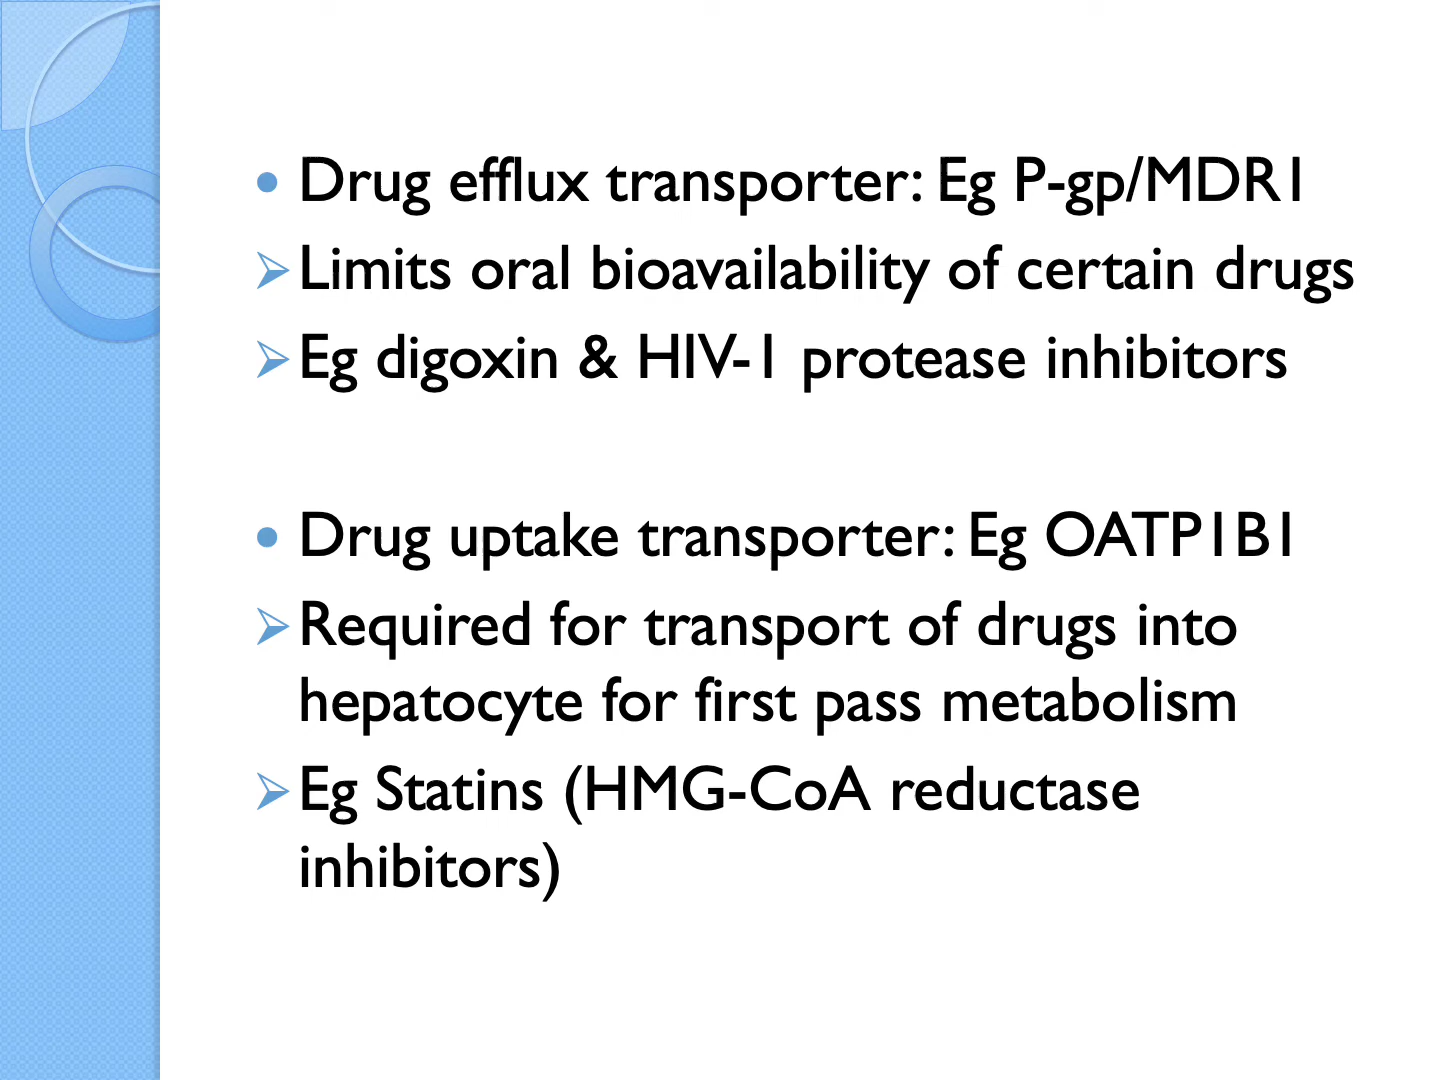 • Drug efflux transporter: Eg P-gp/MDR1
➢ Limits oral bioavailability of certain drugs
➢ Eg digoxin & HIV-1 protease inhibitors
• Drug uptake transporter: Eg OATP1B1
➢ Required for transport of drugs into
hepatocyte for first pass metabolism
➢ Eg Statins (HMG-CoA reductase
inhibitors)